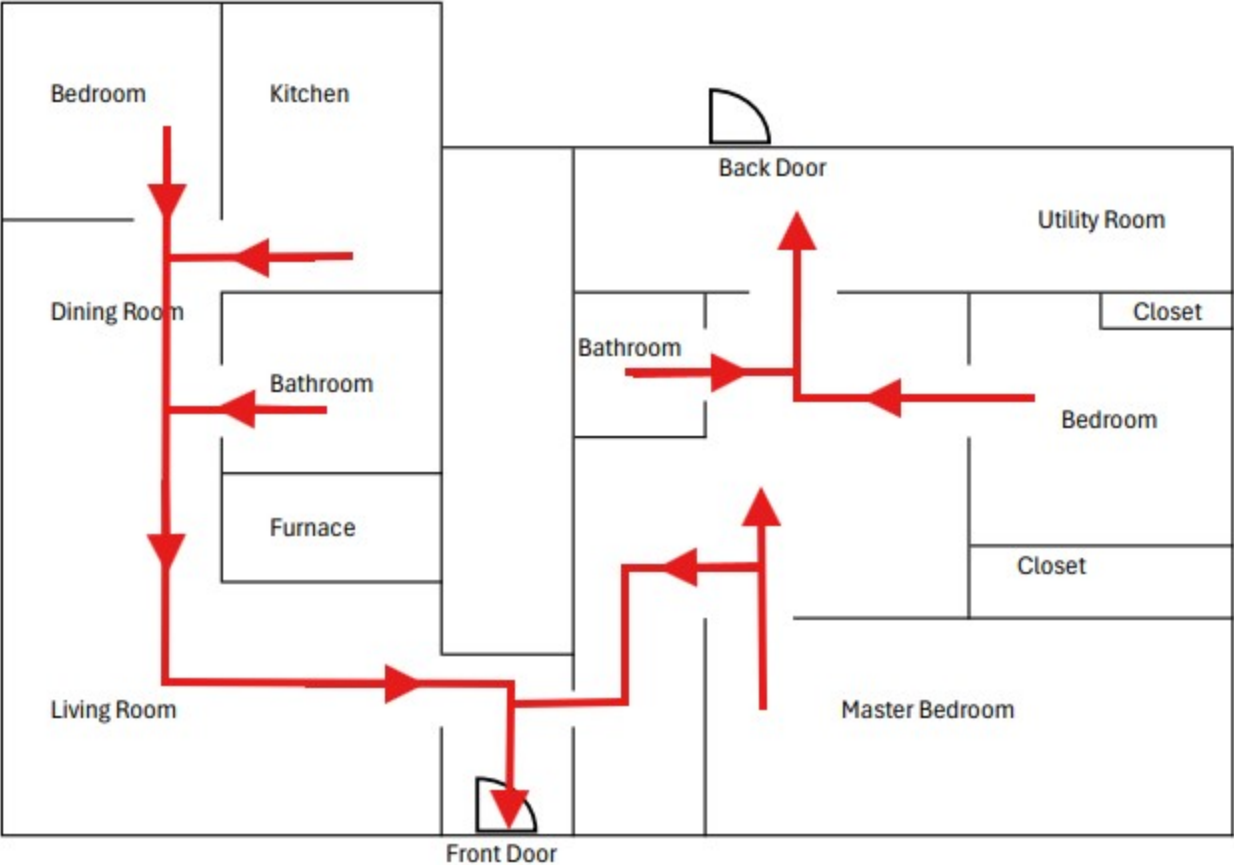 Bedroom
Kitchen
Back Door
Utility Room
Dining Room
Closet
Bathroom
Bathroom
Bedroom
Furnace
Closet
Living Room
Master Bedroom
Front Door